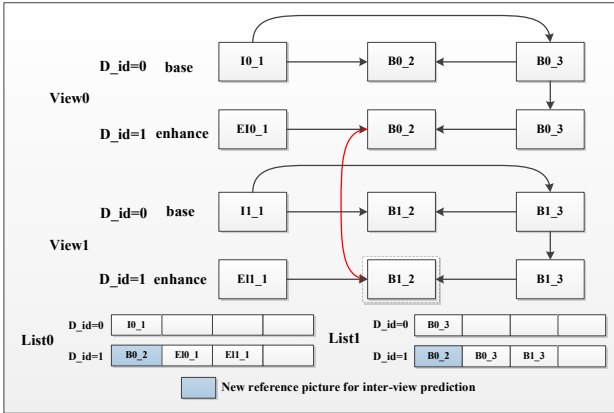 D_id=0 base I0_1 B0_2 B0_3
View0
D_id=1 enhance EI0_1 B0_2 B0_3
D_id=0 base I1_1 B1_2 B1_3
View1
D_id=1 enhance EI1_1 B1_2 B1_3
List0 D_id=0 I0_1
D_id=1 B0_2 EI0_1 EI1_1
List1 D_id=0 B0_3
D_id=1 B0_2 B0_3 B1_3
New reference picture for inter-view prediction